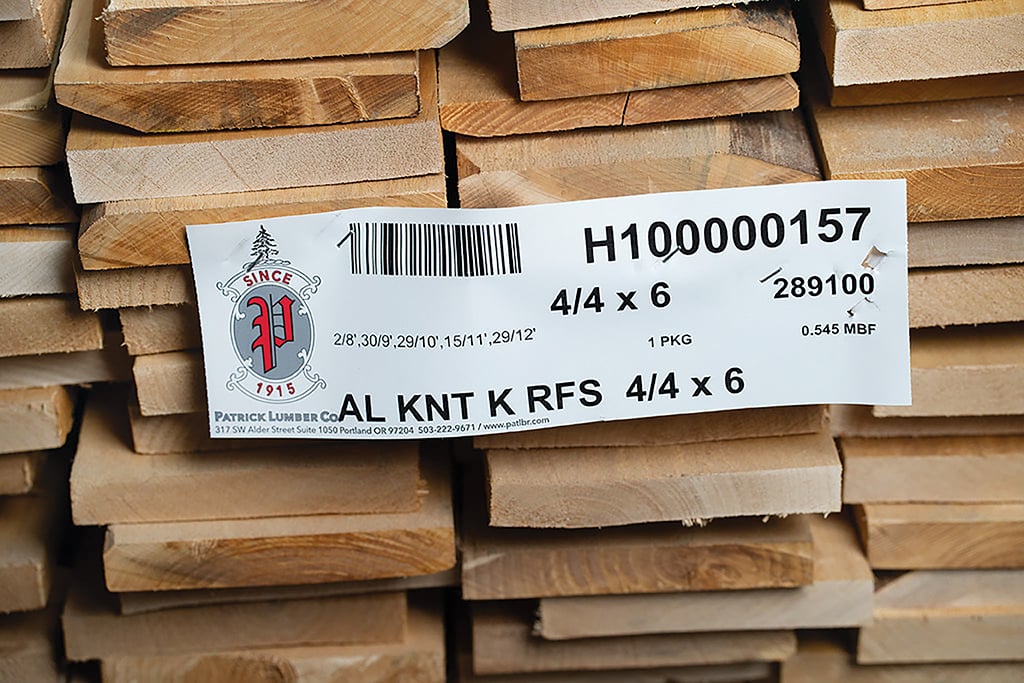 SINCE
P
1915
PATRICK LUMBER CO
317 SW Alder Street Suite 1050 Portland OR 97204 503-222-9671 / www.patlbr.com
H100000157
4/4 x 6
289100
2/8',30/9',29/10',15/11',29/12'
1 PKG
0.545 MBF
AL KNT K RFS 4/4 x 6